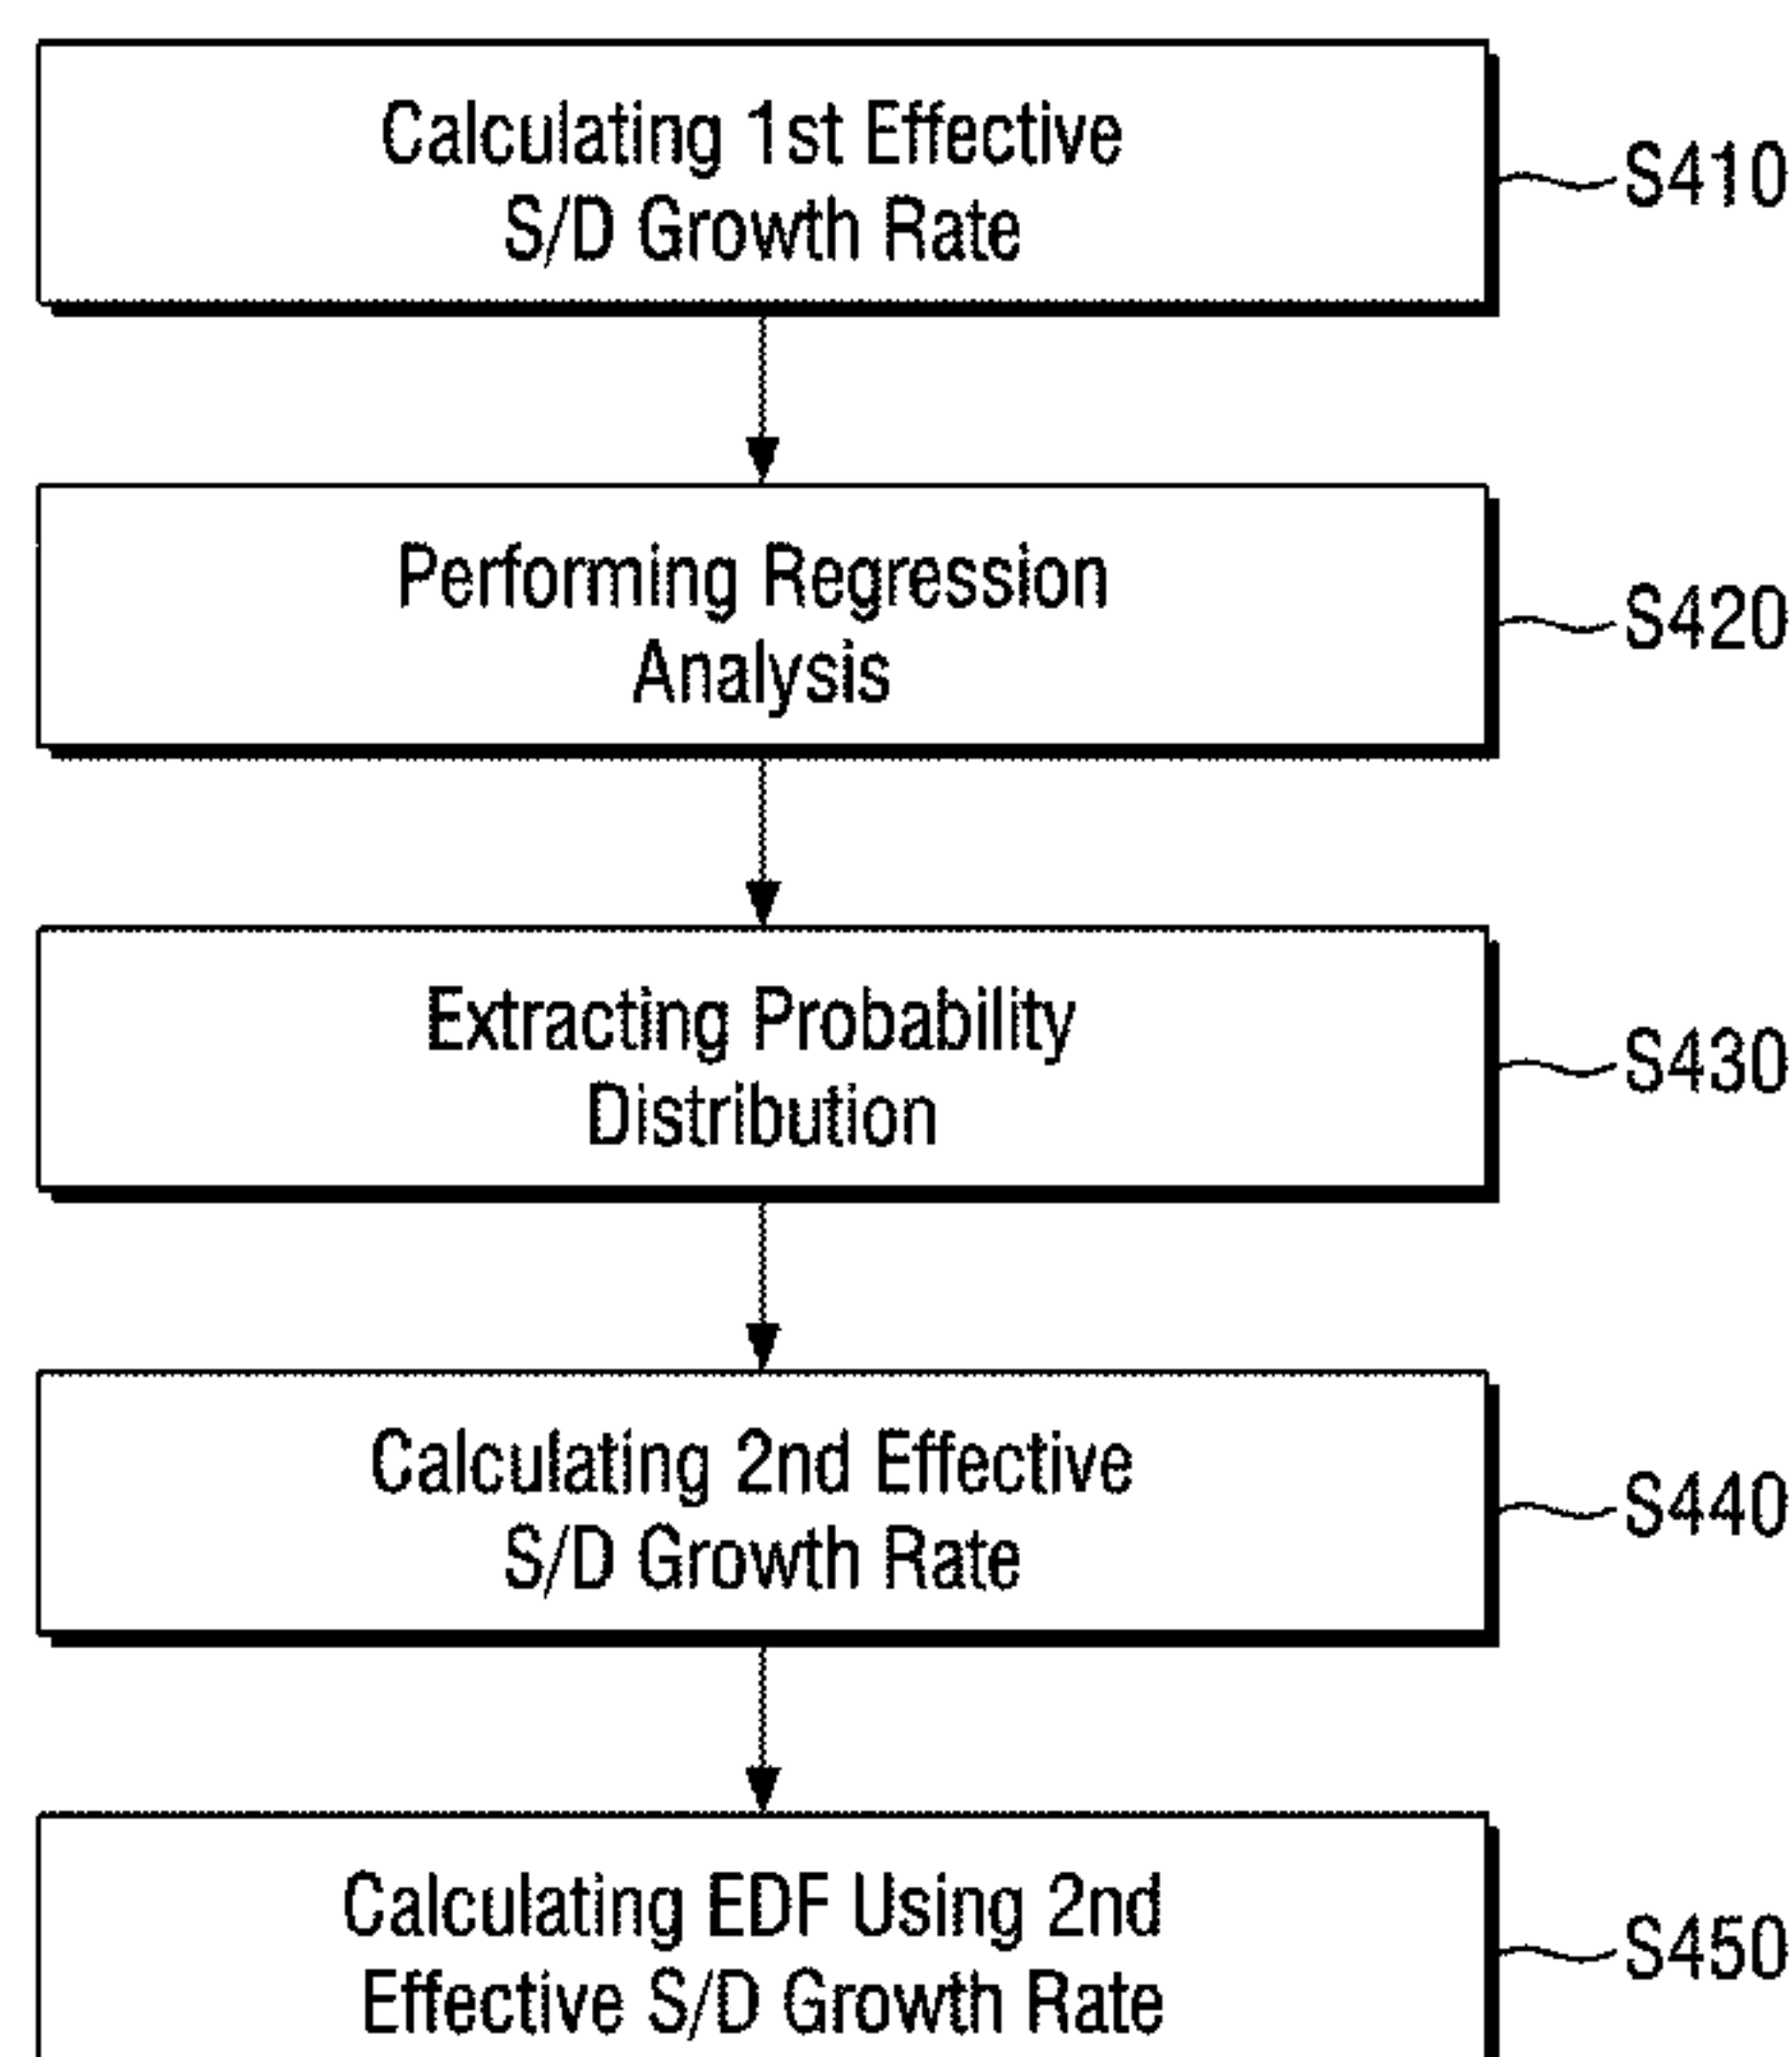 Calculating 1st Effective
S/D Growth Rate
S410
Performing Regression
Analysis
S420
Extracting Probability
Distribution
S430
Calculating 2nd Effective
S/D Growth Rate
S440
Calculating EDF Using 2nd
Effective S/D Growth Rate
S450